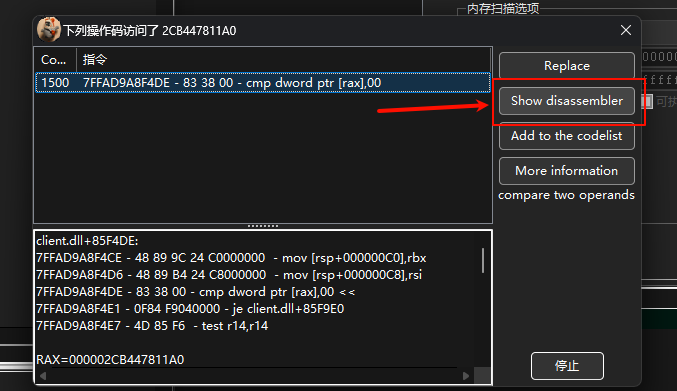 内存扫描选项
下列操作码访问了 2CB447811A0
Co... 指令
1500 7FFAD9A8F4DE - 83 38 00 - cmp dword ptr [rax],00
Replace
Show disassembler
Add to the codelist
More information
compare two operands
client.dll+85F4DE:
7FFAD9A8F4CE - 48 89 9C 24 C0000000 - mov [rsp+000000C0],rbx
7FFAD9A8F4D6 - 48 89 B4 24 C8000000 - mov [rsp+000000C8],rsi
7FFAD9A8F4DE - 83 38 00 - cmp dword ptr [rax],00 <<
7FFAD9A8F4E1 - 0F84 F9040000 - je client.dll+85F9E0
7FFAD9A8F4E7 - 4D 85 F6 - test r14,r14
RAX=000002CB447811A0
停止